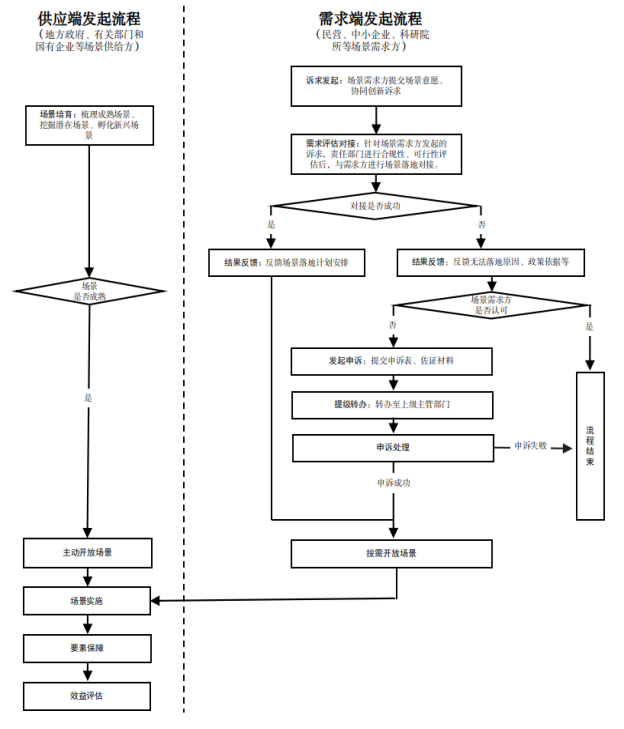 供应端发起流程
（地方政府、有关部门和
国有企业等场景供给方）
场景培育：梳理成熟场景、
挖掘潜在场景、孵化新兴场
景
场景
是否成熟
是
主动开放场景
场景实施
要素保障
效益评估
需求端发起流程
（民营、中小企业、科研院
所等场景需求方）
诉求发起：场景需求方提交场景意愿、
协同创新诉求
需求评估对接：针对场景需求方发起的
诉求，责任部门进行合规性、可行性评
估后，与需求方进行场景落地对接。
对接是否成功
是
否
结果反馈：反馈场景落地计划安排
结果反馈：反馈无法落地原因、政策依据等
场景需求方
是否认可
否
是
发起申诉：提交申诉表、佐证材料
提级转办：转办至上级主管部门
申诉处理
申诉失败
流
程
结
束
申诉成功
按需开放场景